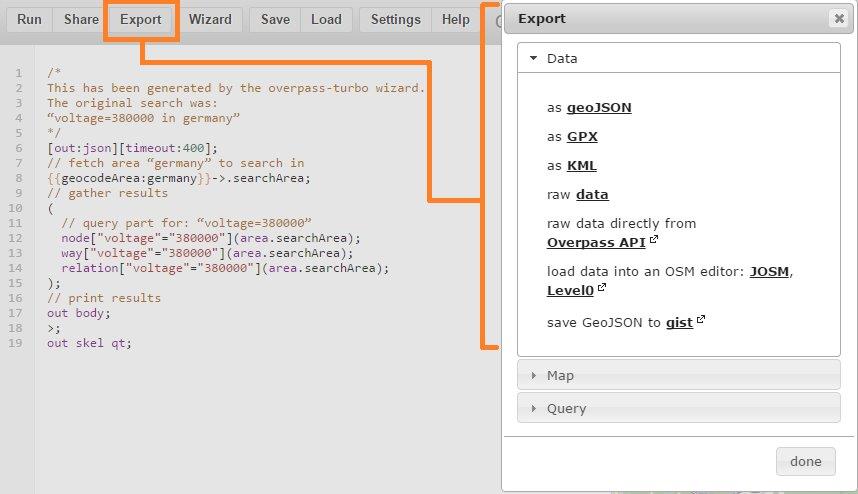 Run Share Export Wizard Save Load Settings Help
1 /*
2 This has been generated by the overpass-turbo wizard.
3 The original search was:
4 “voltage=380000 in germany”
5 */
6 [out:json][timeout:400];
7 // fetch area “germany” to search in
8 {{geocodeArea:germany}}->.searchArea;
9 // gather results
10 (
11 // query part for: “voltage=380000”
12 node["voltage"="380000"](area.searchArea);
13 way["voltage"="380000"](area.searchArea);
14 relation["voltage"="380000"](area.searchArea);
15 );
16 // print results
17 out body;
18 >;
19 out skel qt;
Export
Data
as geoJSON
as GPX
as KML
raw data
raw data directly from
Overpass API
load data into an OSM editor: JOSM,
Level0
save GeoJSON to gist
Map
Query
done